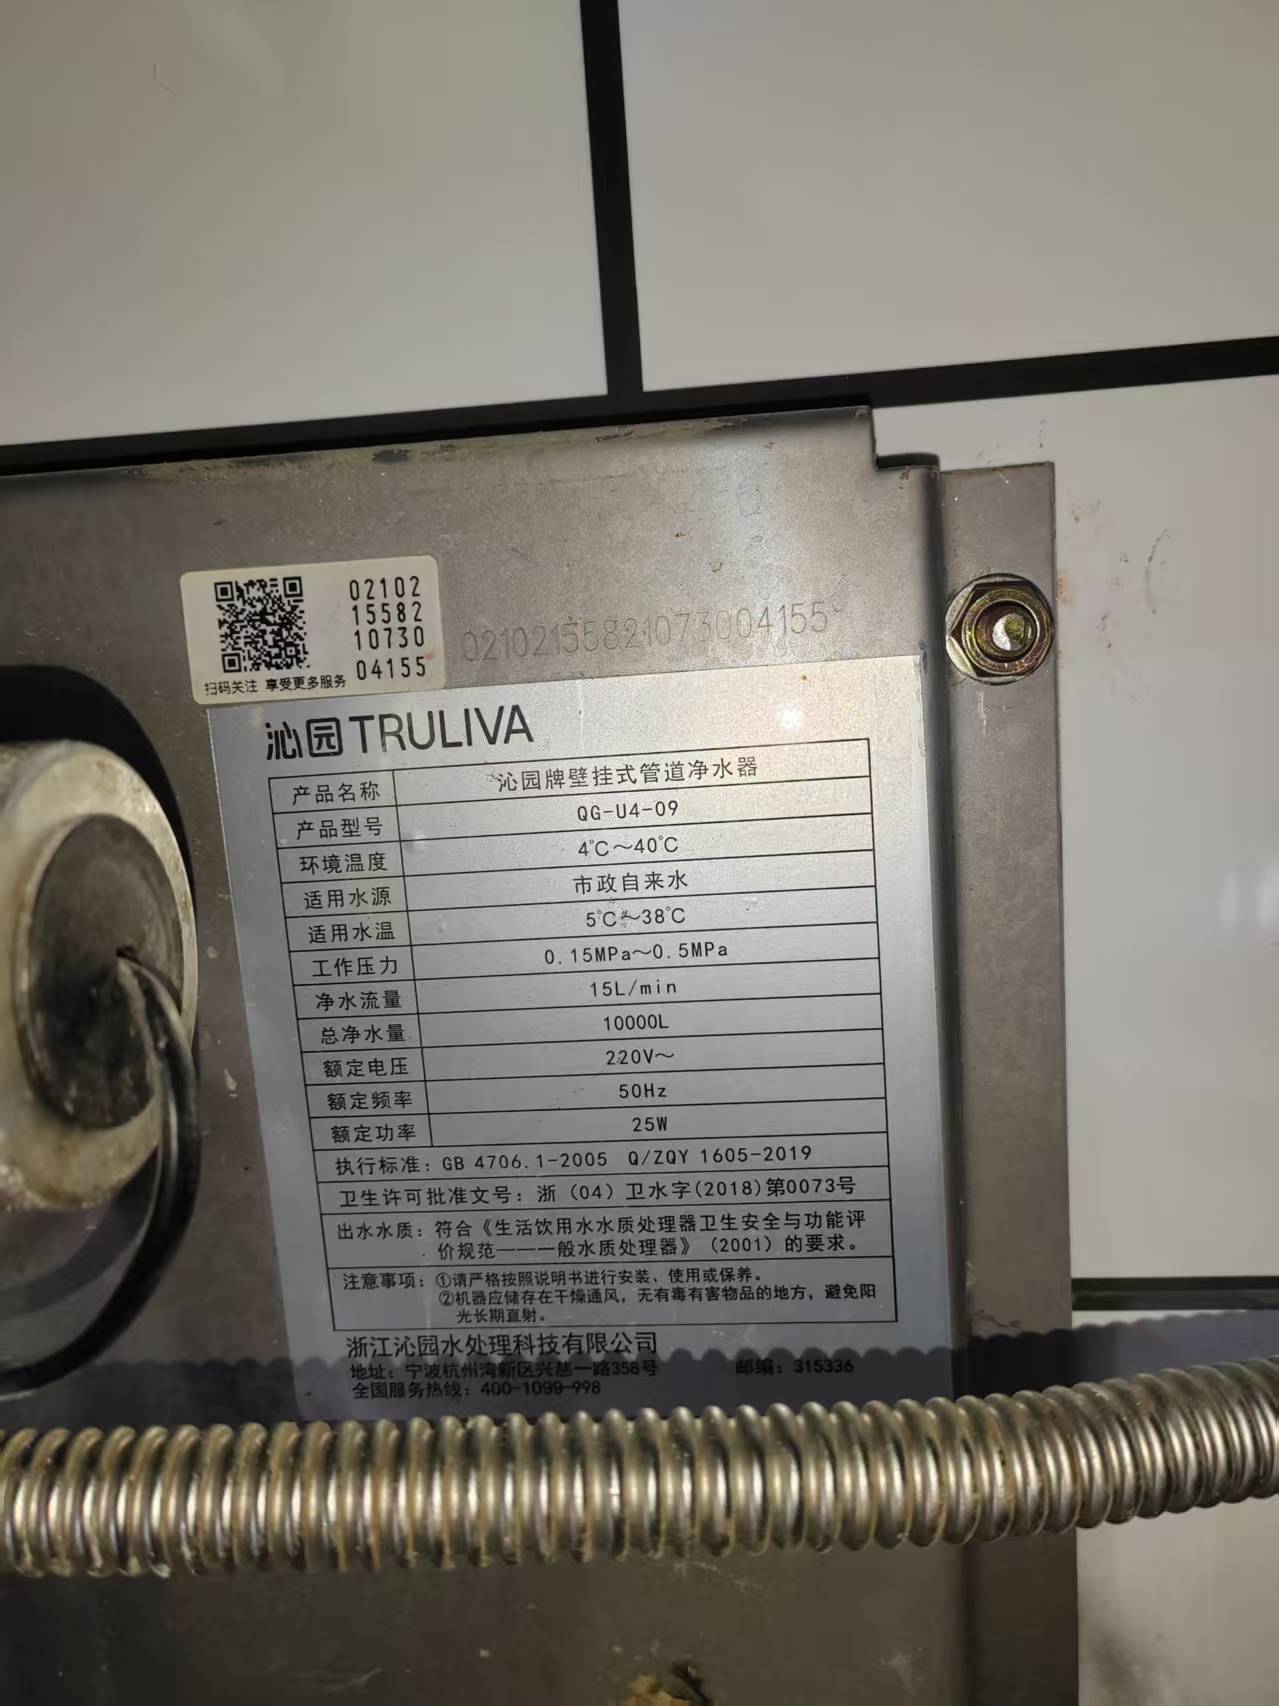 02102
15582
10730
04155
扫码关注 享受更多服务
02102155821073004155
沁园TRULIVA
产品名称 沁园牌壁挂式管道净水器
产品型号 QG-U4-09
环境温度 4℃～40℃
适用水源 市政自来水
适用水温 5℃～38℃
工作压力 0.15MPa～0.5MPa
净水流量 15L/min
总净水量 10000L
额定电压 220V～
额定频率 50Hz
额定功率 25W
执行标准：GB 4706.1-2005 Q/ZQY 1605-2019
卫生许可批准文号：浙（04）卫水字(2018)第0073号
出水水质：符合《生活饮用水水质处理器卫生安全与功能评
价规范———一般水质处理器》（2001）的要求。
注意事项：①请严格按照说明书进行安装、使用或保养。
②机器应储存在干燥通风，无有毒有害物品的地方，避免阳
光长期直射。
浙江沁园水处理科技有限公司
地址：宁波杭州湾新区兴慈一路358号 邮编：315336
全国服务热线：400-1099-998